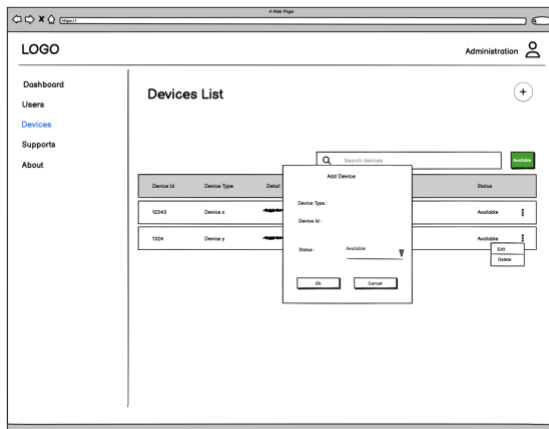 A Web Page
https://
LOGO
Administration
Dashboard
Users
Devices
Supports
About
Devices List
+
Search devices
Available
Add Device
Device Id
Device Type
Detail
Status
Device Type :
12343
Device x
Available
Device Id :
1324
Device y
Available
Status :
Available
Edit
Delete
Ok
Cancel